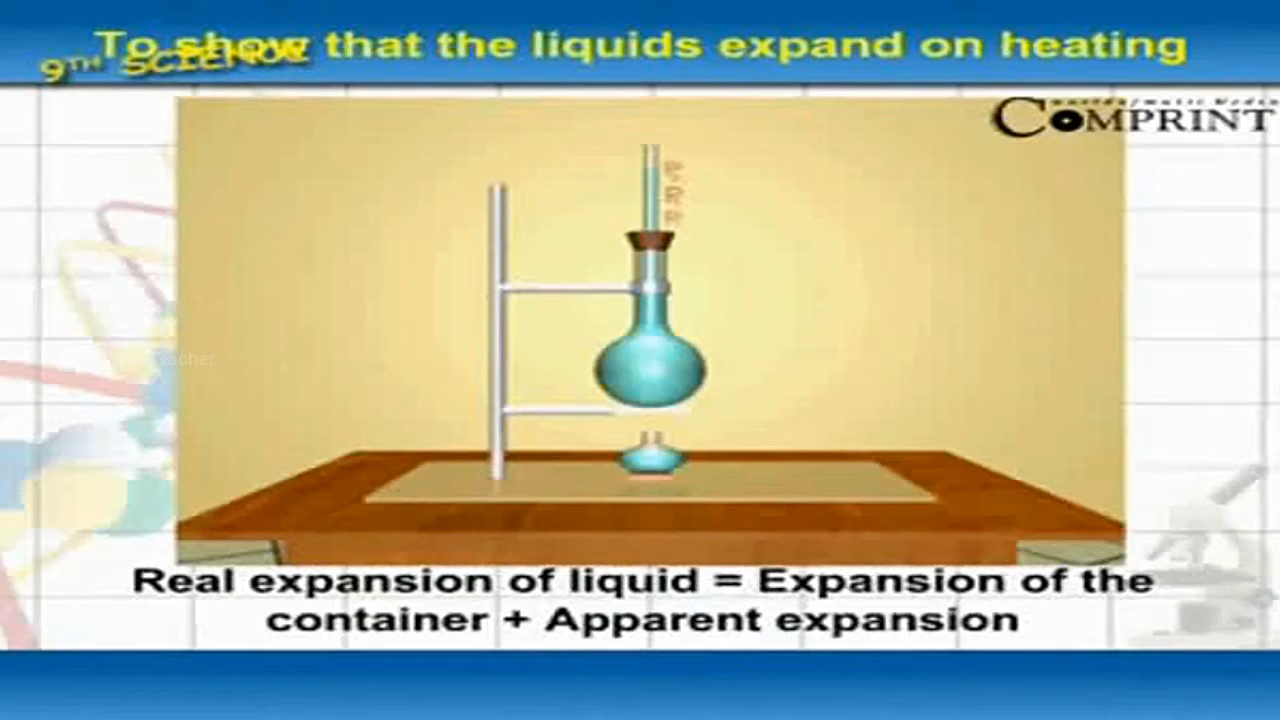 To show that the liquids expand on heating
9TH SCIENCE
COMPRINT
Real expansion of liquid = Expansion of the
container + Apparent expansion